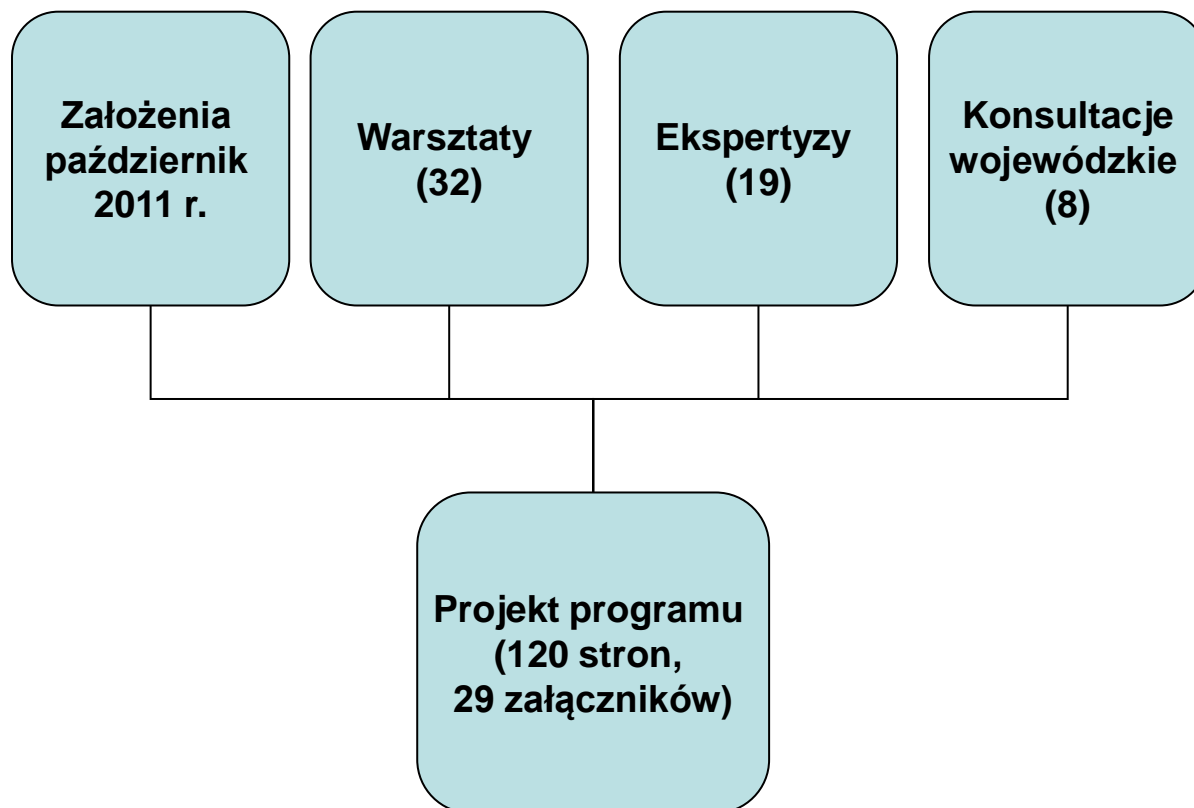 Założenia
październik
2011 r.
Warsztaty
(32)
Ekspertyzy
(19)
Konsultacje
wojewódzkie
(8)
Projekt programu
(120 stron,
29 załączników)